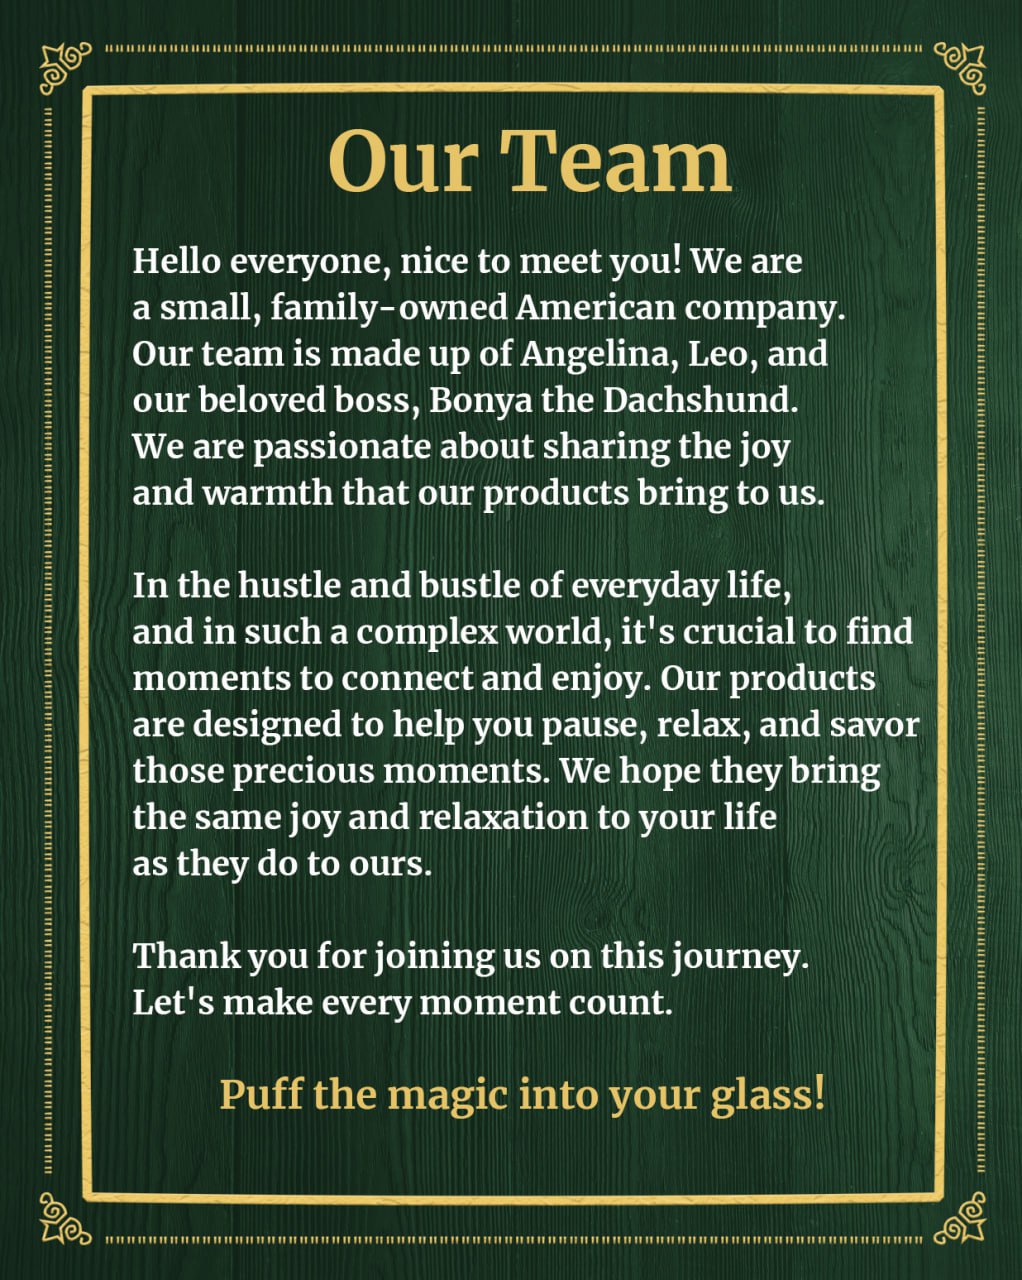 Our Team
Hello everyone, nice to meet you! We are
a small, family-owned American company.
Our team is made up of Angelina, Leo, and
our beloved boss, Bonya the Dachshund.
We are passionate about sharing the joy
and warmth that our products bring to us.
In the hustle and bustle of everyday life,
and in such a complex world, it's crucial to find
moments to connect and enjoy. Our products
are designed to help you pause, relax, and savor
those precious moments. We hope they bring
the same joy and relaxation to your life
as they do to ours.
Thank you for joining us on this journey.
Let's make every moment count.
Puff the magic into your glass!